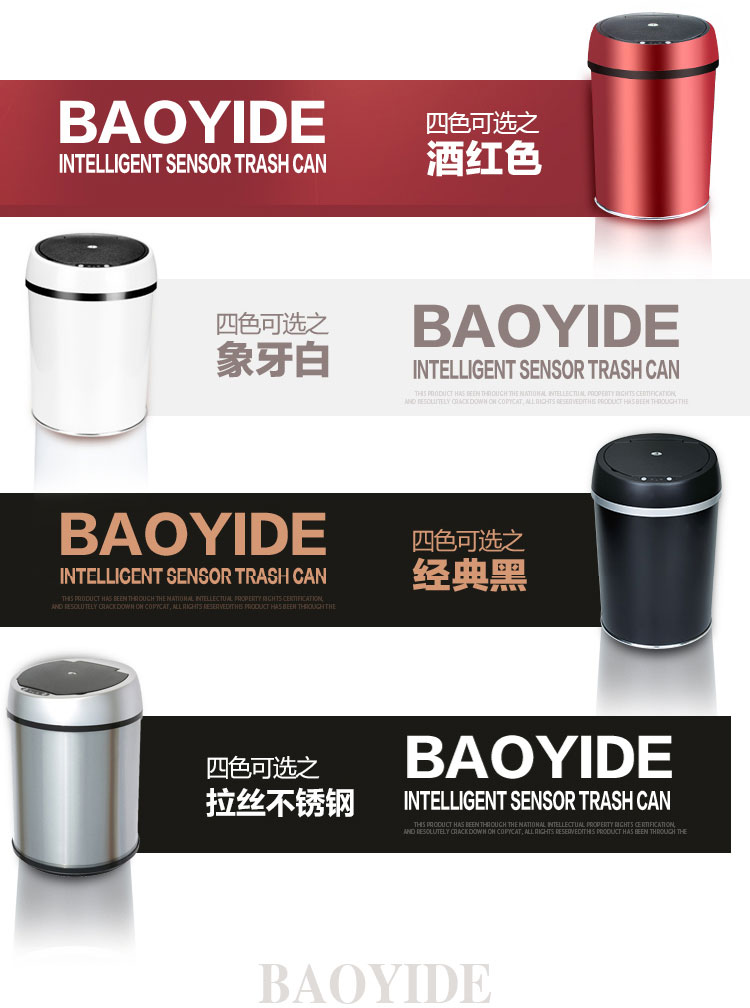 BAOYIDE
INTELLIGENT SENSOR TRASH CAN
四色可选之
酒红色
四色可选之
象牙白
BAOYIDE
INTELLIGENT SENSOR TRASH CAN
THIS PRODUCT HAS BEEN THROUGH THE NATIONAL INTELLECTUAL PROPERTY RIGHTS CERTIFICATION,
AND RESOLUTELY CRACK DOWN ON COPYCAT, ALL RIGHTS RESERVEDTHIS PRODUCT HAS BEEN THROUGH THE
BAOYIDE
INTELLIGENT SENSOR TRASH CAN
THIS PRODUCT HAS BEEN THROUGH THE NATIONAL INTELLECTUAL PROPERTY RIGHTS CERTIFICATION,
AND RESOLUTELY CRACK DOWN ON COPYCAT, ALL RIGHTS RESERVEDTHIS PRODUCT HAS BEEN THROUGH THE
四色可选之
经典黑
四色可选之
拉丝不锈钢
BAOYIDE
INTELLIGENT SENSOR TRASH CAN
THIS PRODUCT HAS BEEN THROUGH THE NATIONAL INTELLECTUAL PROPERTY RIGHTS CERTIFICATION,
AND RESOLUTELY CRACK DOWN ON COPYCAT, ALL RIGHTS RESERVEDTHIS PRODUCT HAS BEEN THROUGH THE
BAOYIDE